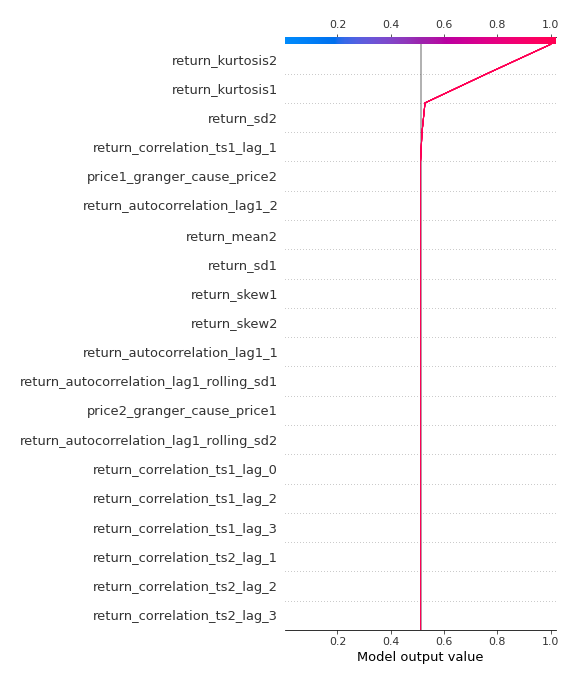 0.2 0.4 0.6 0.8 1.0
return_kurtosis2
return_kurtosis1
return_sd2
return_correlation_ts1_lag_1
price1_granger_cause_price2
return_autocorrelation_lag1_2
return_mean2
return_sd1
return_skew1
return_skew2
return_autocorrelation_lag1_1
return_autocorrelation_lag1_rolling_sd1
price2_granger_cause_price1
return_autocorrelation_lag1_rolling_sd2
return_correlation_ts1_lag_0
return_correlation_ts1_lag_2
return_correlation_ts1_lag_3
return_correlation_ts2_lag_1
return_correlation_ts2_lag_2
return_correlation_ts2_lag_3
0.2 0.4 0.6 0.8 1.0
Model output value